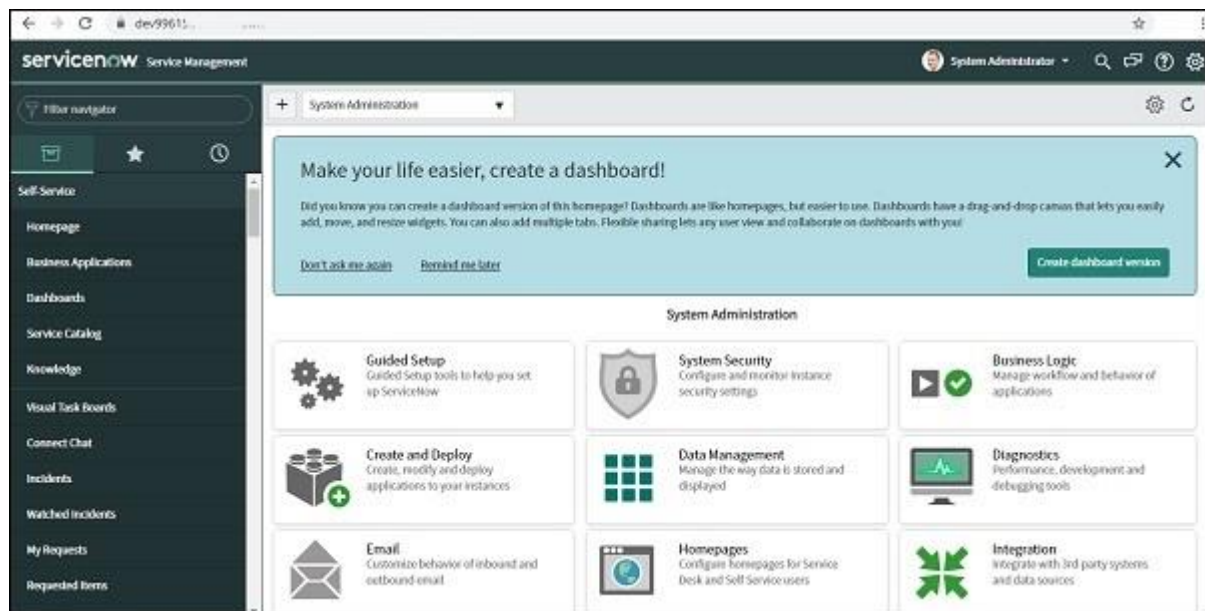 dev9961
servicenow Service Management
System Administrator
Filter navigator
System Administration
Self-Service
Homepage
Business Applications
Dashboards
Service Catalog
Knowledge
Visual Task Boards
Connect Chat
Incidents
Watched Incidents
My Requests
Requested Items
Make your life easier, create a dashboard!
Did you know you can create a dashboard version of this homepage? Dashboards are like homepages, but easier to use. Dashboards have a drag-and-drop canvas that lets you easily
add, move, and resize widgets. You can also add multiple tabs. Flexible sharing lets any user view and collaborate on dashboards with you!
Don't ask me again
Remind me later
Create dashboard version
System Administration
Guided Setup
Guided Setup tools to help you set
up ServiceNow
System Security
Configure and monitor instance
security settings
Business Logic
Manage workflow and behavior of
applications
Create and Deploy
Create, modify and deploy
applications to your instances
Data Management
Manage the way data is stored and
displayed
Diagnostics
Performance, development and
debugging tools
Email
Customize behavior of inbound and
outbound email
Homepages
Configure homepages for Service
Desk and Self Service users
Integration
Integrate with 3rd party systems
and data sources